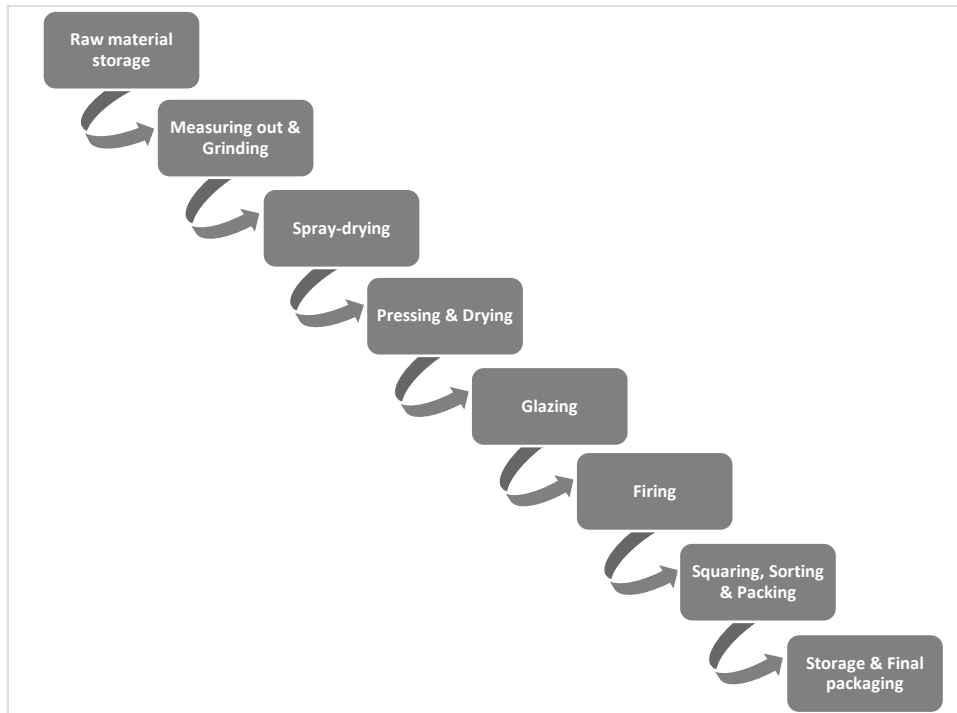 Raw material
storage
Measuring out &
Grinding
Spray-drying
Pressing & Drying
Glazing
Firing
Squaring, Sorting
& Packing
Storage & Final
packaging